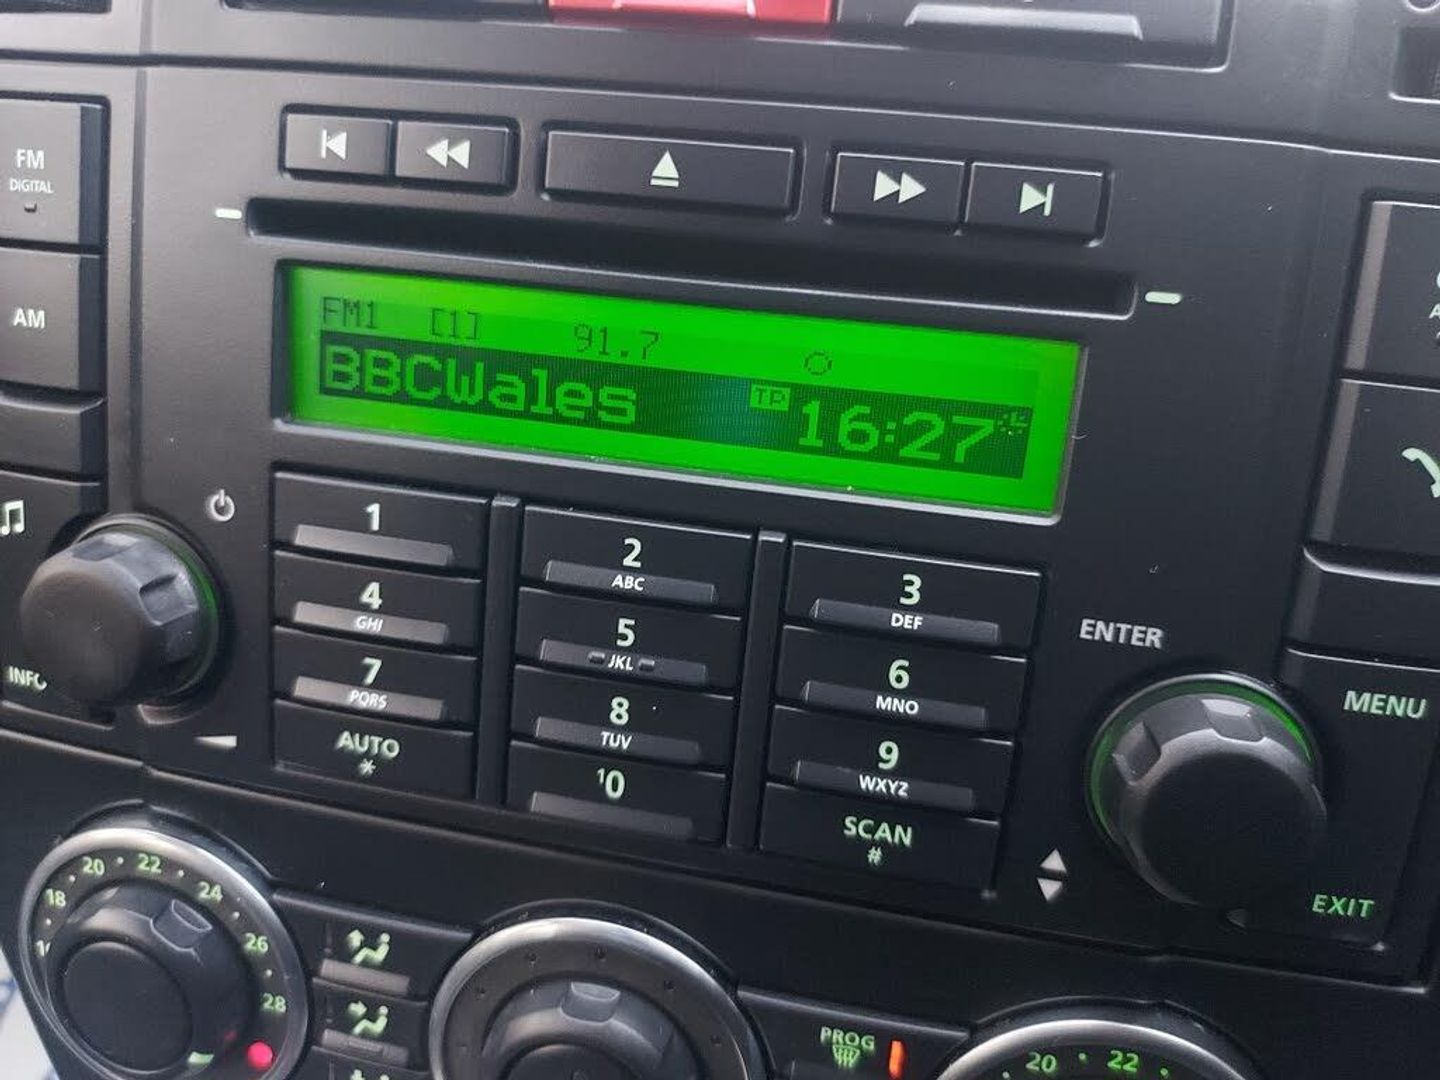 FM
DIGITAL
AM
FM1 [1] 91.7
BBCWales TP 16:27
1
2
ABC
3
DEF
4
GHI
5
JKL
6
MNO
7
PQRS
8
TUV
9
WXYZ
AUTO
*
10
SCAN
#
INFO
ENTER
MENU
EXIT
18 20 22 24 26 28
PROG
20 22